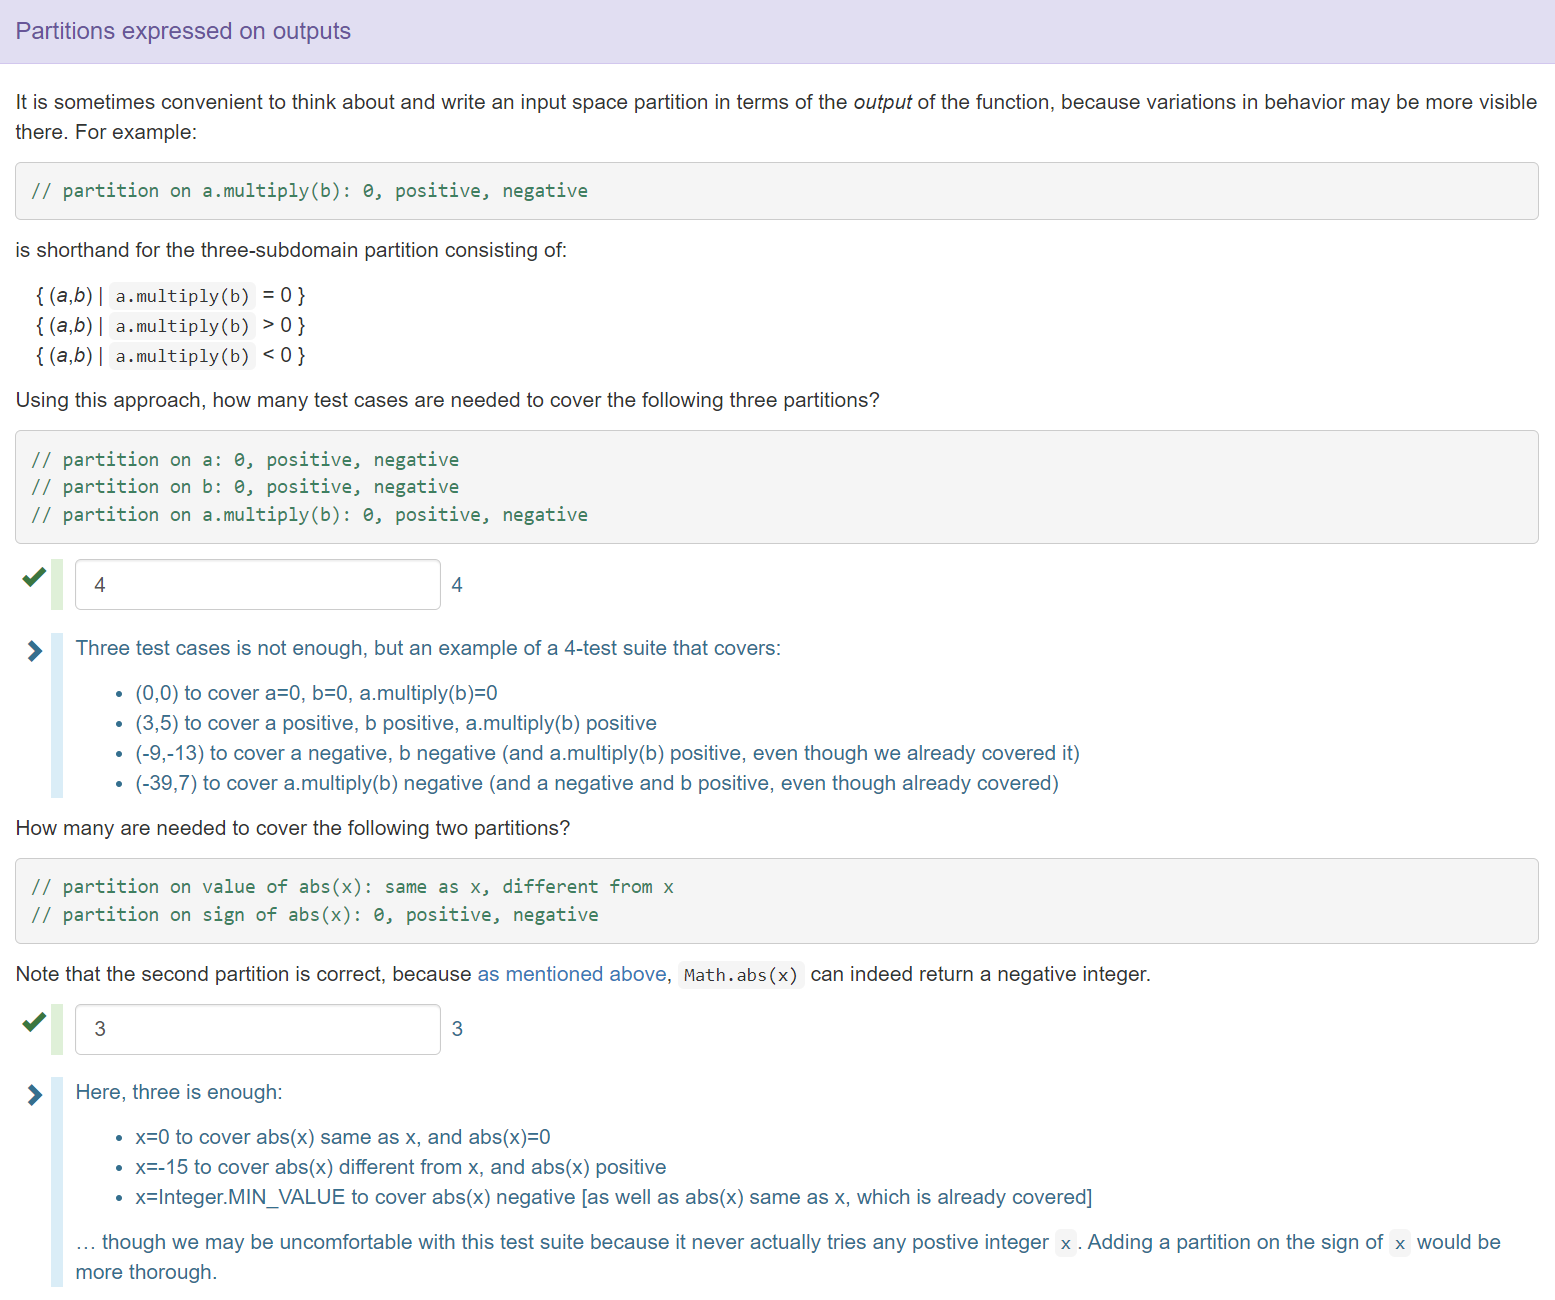 Partitions expressed on outputs
It is sometimes convenient to think about and write an input space partition in terms of the output of the function, because variations in behavior may be more visible
there. For example:
// partition on a.multiply(b): 0, positive, negative
is shorthand for the three-subdomain partition consisting of:
{ (a,b) | a.multiply(b) = 0 }
{ (a,b) | a.multiply(b) > 0 }
{ (a,b) | a.multiply(b) < 0 }
Using this approach, how many test cases are needed to cover the following three partitions?
// partition on a: 0, positive, negative
// partition on b: 0, positive, negative
// partition on a.multiply(b): 0, positive, negative
4 4
Three test cases is not enough, but an example of a 4-test suite that covers:
• (0,0) to cover a=0, b=0, a.multiply(b)=0
• (3,5) to cover a positive, b positive, a.multiply(b) positive
• (-9,-13) to cover a negative, b negative (and a.multiply(b) positive, even though we already covered it)
• (-39,7) to cover a.multiply(b) negative (and a negative and b positive, even though already covered)
How many are needed to cover the following two partitions?
// partition on value of abs(x): same as x, different from x
// partition on sign of abs(x): 0, positive, negative
Note that the second partition is correct, because as mentioned above, Math.abs(x) can indeed return a negative integer.
3 3
Here, three is enough:
• x=0 to cover abs(x) same as x, and abs(x)=0
• x=-15 to cover abs(x) different from x, and abs(x) positive
• x=Integer.MIN_VALUE to cover abs(x) negative [as well as abs(x) same as x, which is already covered]
… though we may be uncomfortable with this test suite because it never actually tries any postive integer x. Adding a partition on the sign of x would be
more thorough.